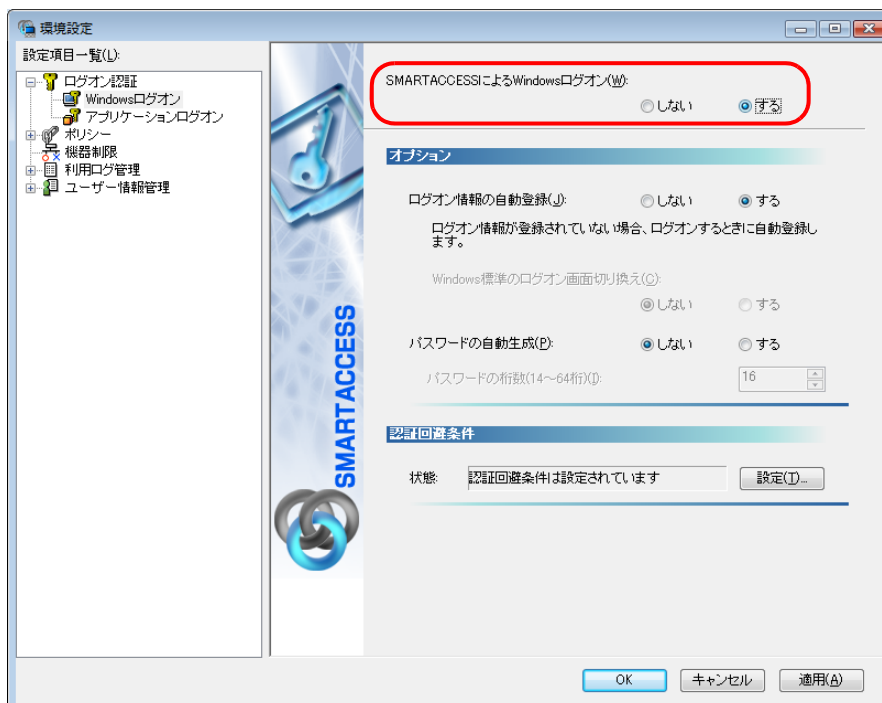 環境設定
設定項目一覧(L):
ログオン認証
Windowsログオン
アプリケーションログオン
ポリシー
機器制限
利用ログ管理
ユーザー情報管理
SMARTACCESS
SMARTACCESSによるWindowsログオン(W):
しない する
オプション
ログオン情報の自動登録(J): しない する
ログオン情報が登録されていない場合、ログオンするときに自動登録し
ます。
Windows標準のログオン画面切り換え(C):
しない する
パスワードの自動生成(P): しない する
パスワードの桁数(14～64桁)(I): 16
認証回避条件
状態: 認証回避条件は設定されています 設定(T)...
OK キャンセル 適用(A)